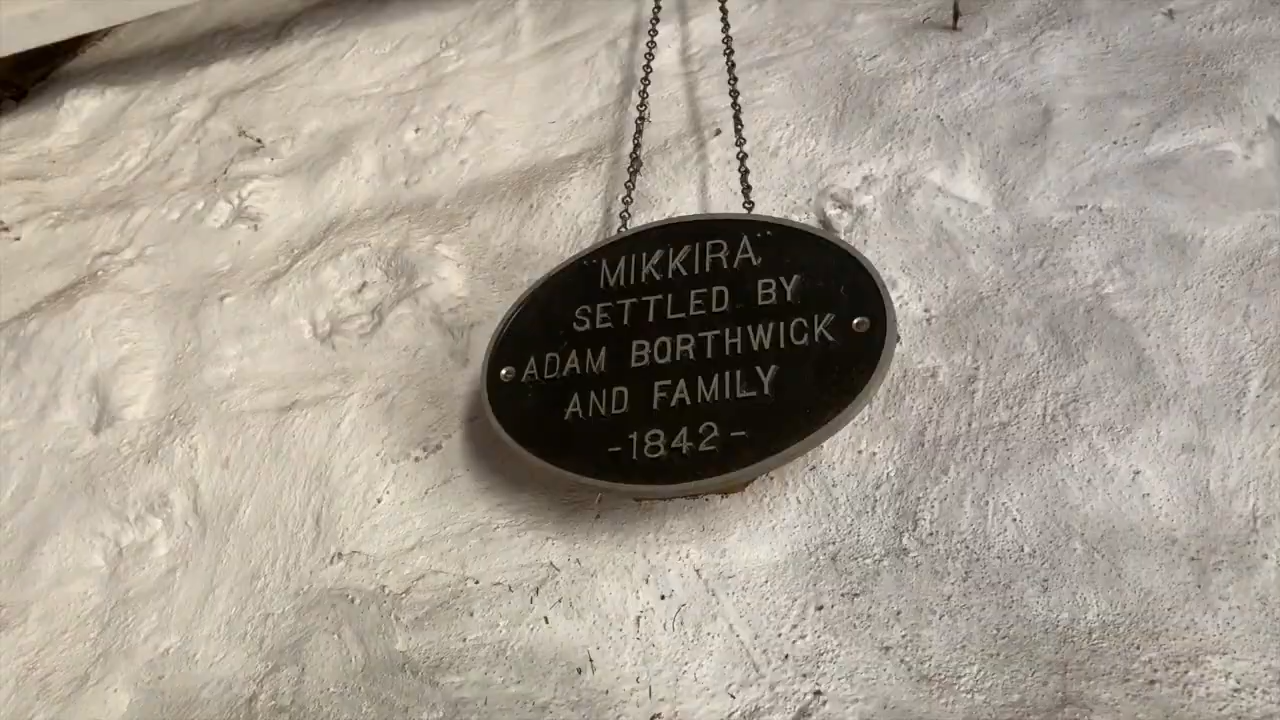 "MIKKIRA"
SETTLED BY
ADAM BORTHWICK
AND FAMILY
-1842-